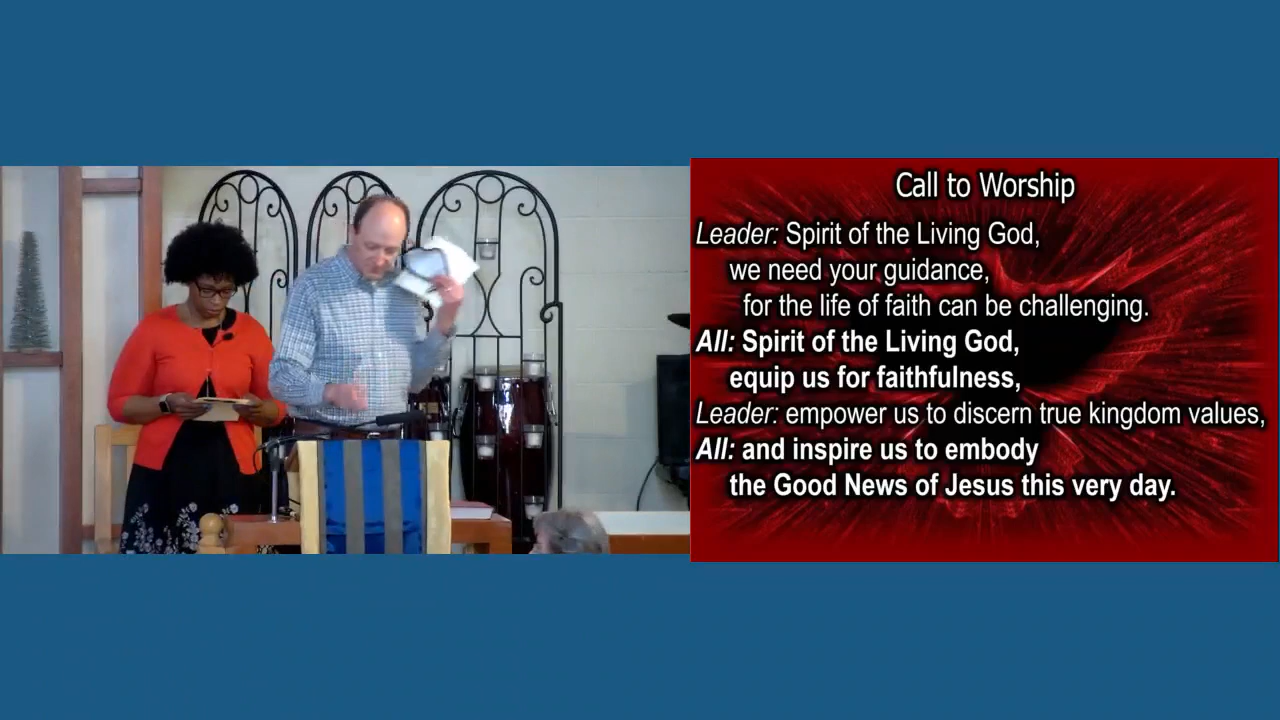 Call to Worship
Leader: Spirit of the Living God,
we need your guidance,
for the life of faith can be challenging.
All: Spirit of the Living God,
equip us for faithfulness,
Leader: empower us to discern true kingdom values,
All: and inspire us to embody
the Good News of Jesus this very day.